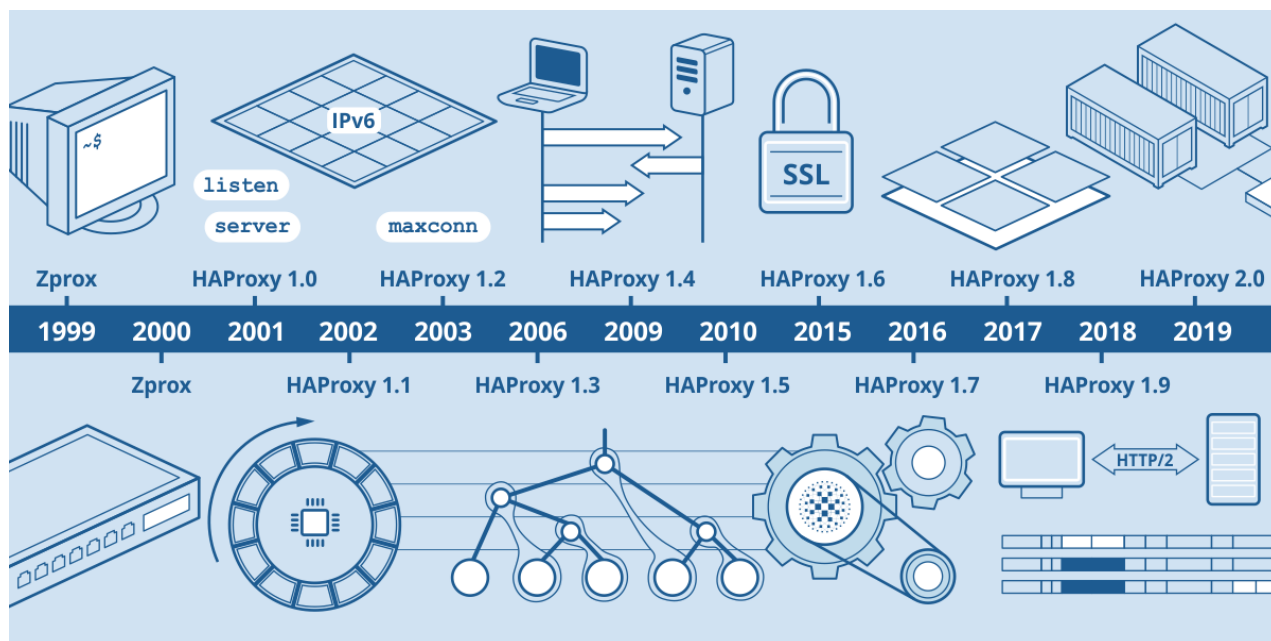 ~$
IPv6
listen
server
maxconn
SSL
Zprox HAProxy 1.0 HAProxy 1.2 HAProxy 1.4 HAProxy 1.6 HAProxy 1.8 HAProxy 2.0
1999 2000 2001 2002 2003 2006 2009 2010 2015 2016 2017 2018 2019
Zprox HAProxy 1.1 HAProxy 1.3 HAProxy 1.5 HAProxy 1.7 HAProxy 1.9
HTTP/2